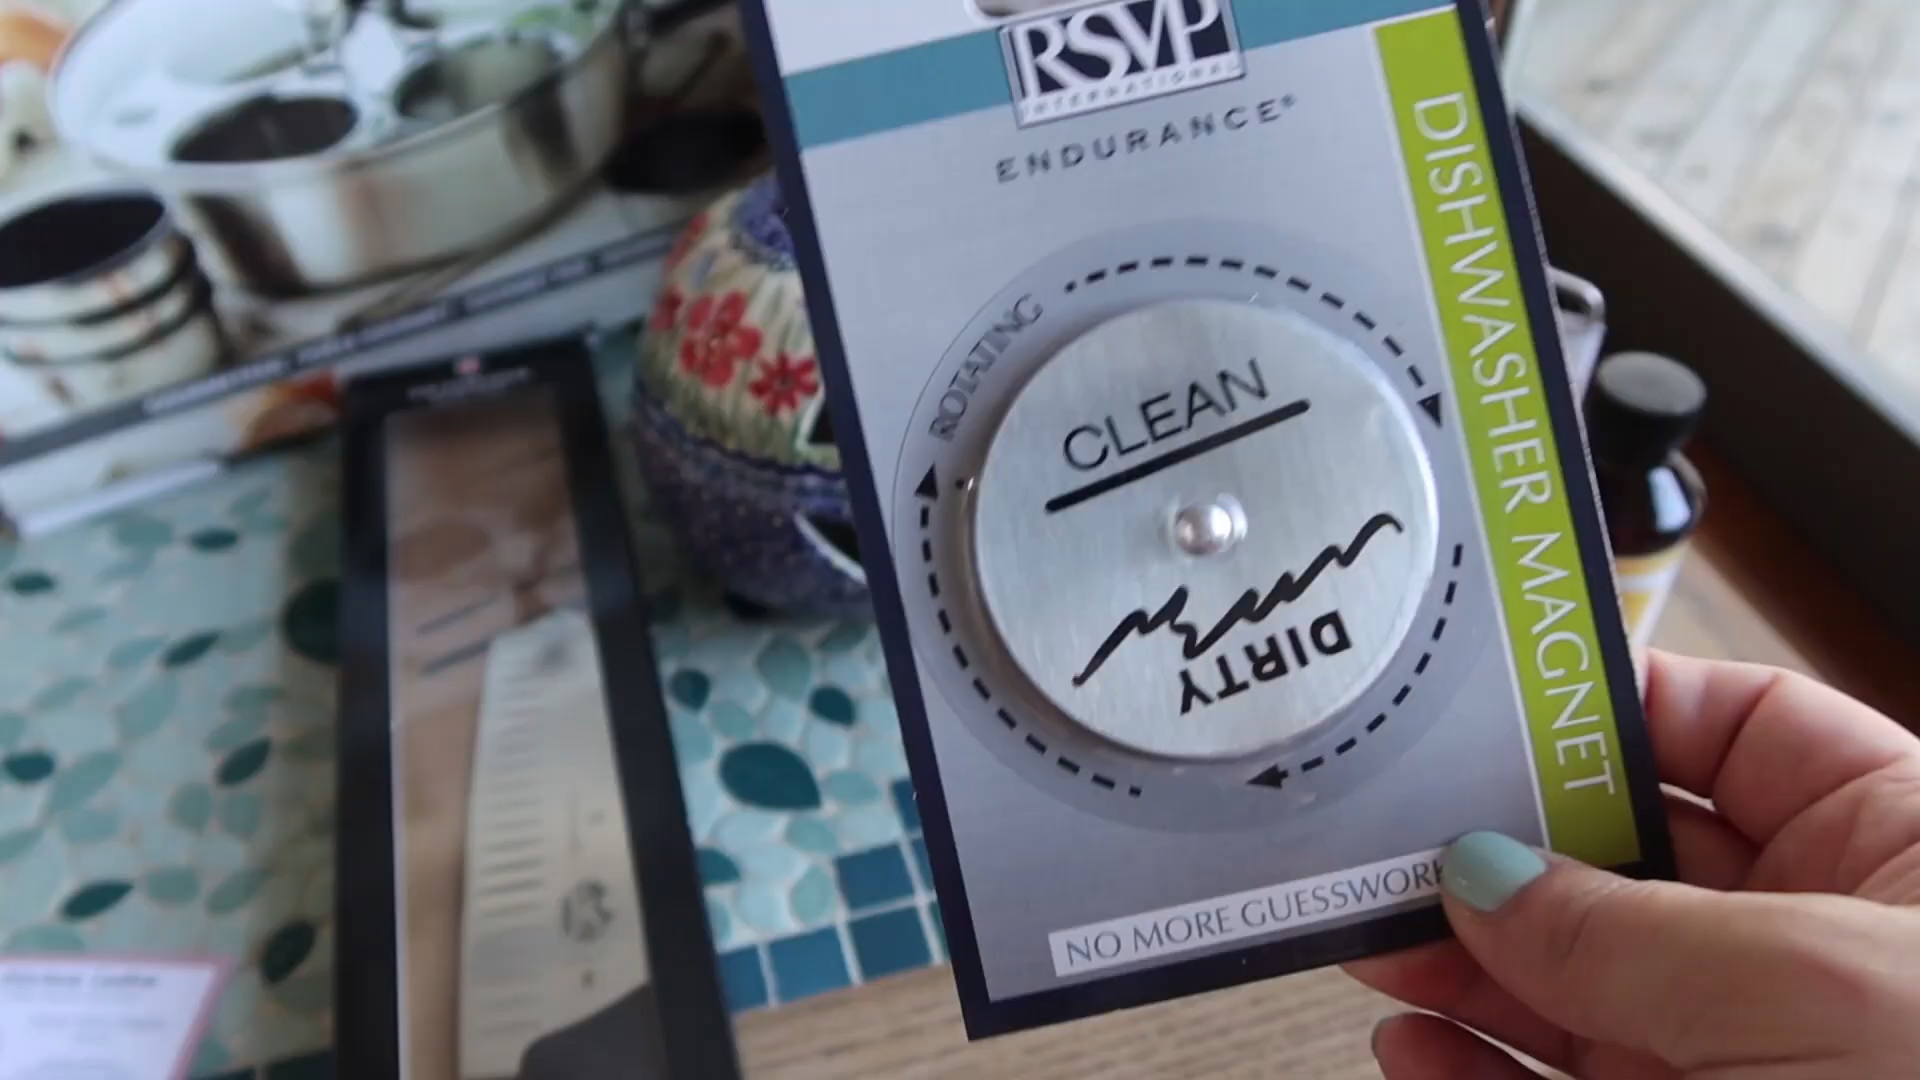 RSVP
INTERNATIONAL
ENDURANCE®
DISHWASHER MAGNET
ROTATING
CLEAN
DIRTY
NO MORE GUESSWORK